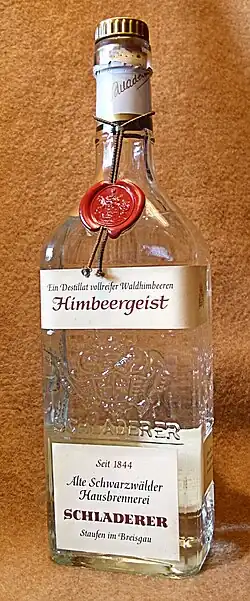 Schladerer
Ein Destillat vollreifer Waldhimbeeren
Himbeergeist
SCHLADERER
Seit 1844
Alte Schwarzwälder
Hausbrennerei
SCHLADERER
Staufen im Breisgau